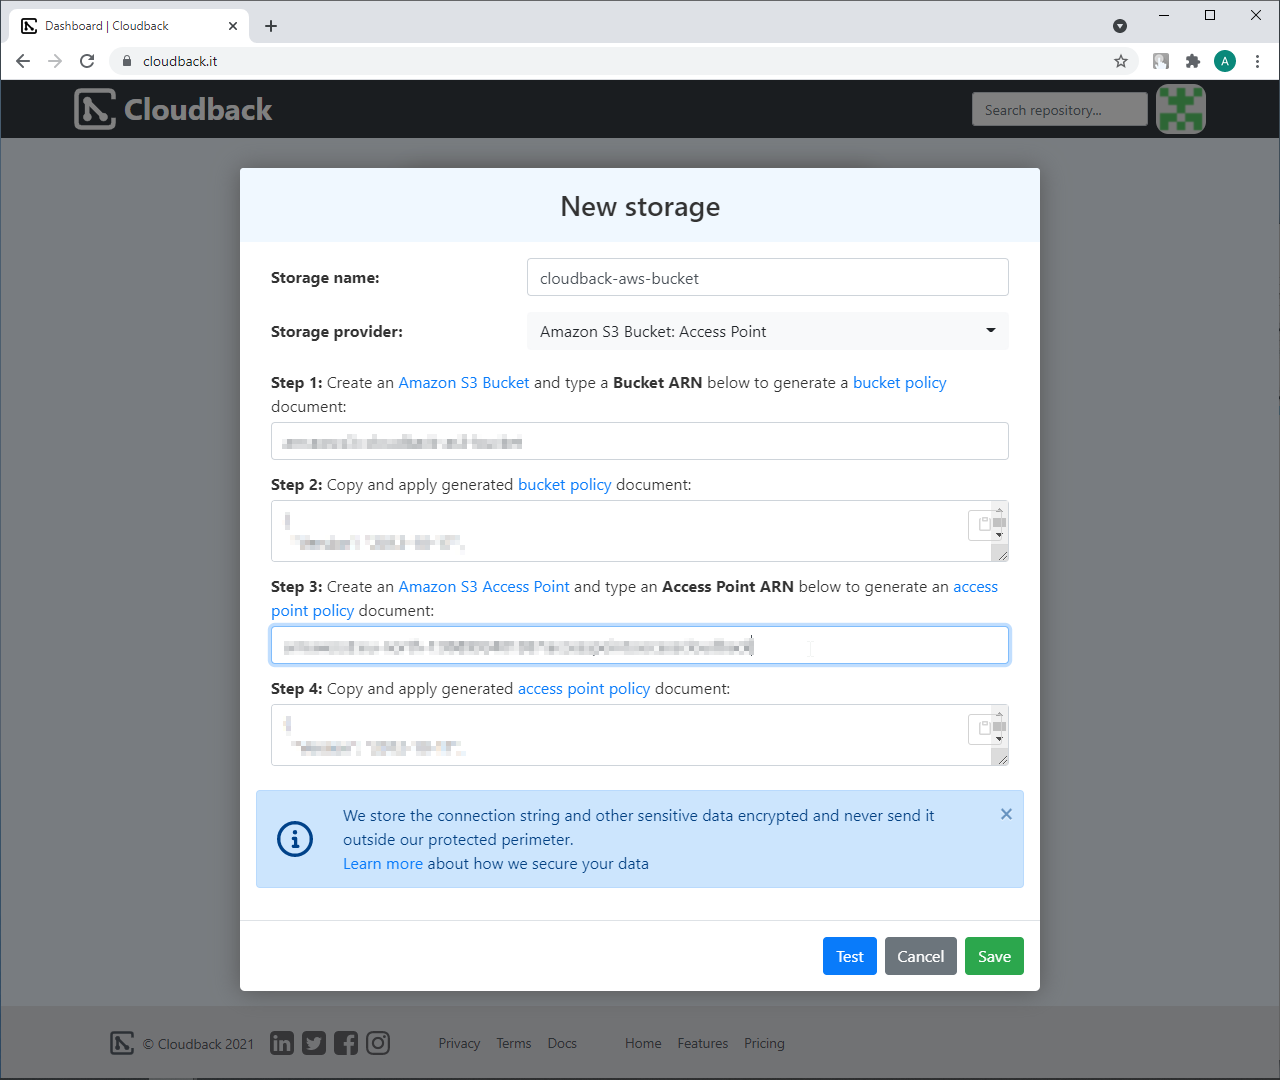 Dashboard | Cloudback
cloudback.it
A
Cloudback
Search repository...
New storage
Storage name:
cloudback-aws-bucket
Storage provider:
Amazon S3 Bucket: Access Point
Step 1: Create an Amazon S3 Bucket and type a Bucket ARN below to generate a bucket policy
document:
Step 2: Copy and apply generated bucket policy document:
Step 3: Create an Amazon S3 Access Point and type an Access Point ARN below to generate an access
point policy document:
Step 4: Copy and apply generated access point policy document:
We store the connection string and other sensitive data encrypted and never send it
outside our protected perimeter.
Learn more about how we secure your data
Test Cancel Save
© Cloudback 2021 Privacy Terms Docs Home Features Pricing